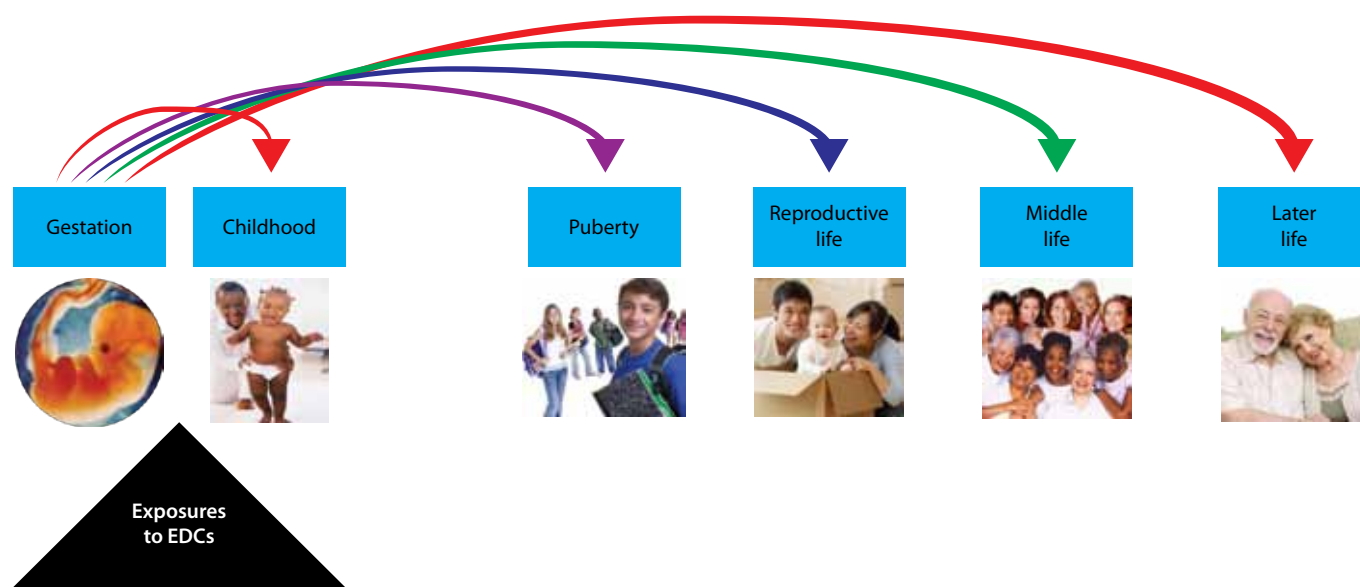 Gestation
Childhood
Puberty
Reproductive
life
Middle
life
Later
life
Exposures
to EDCs